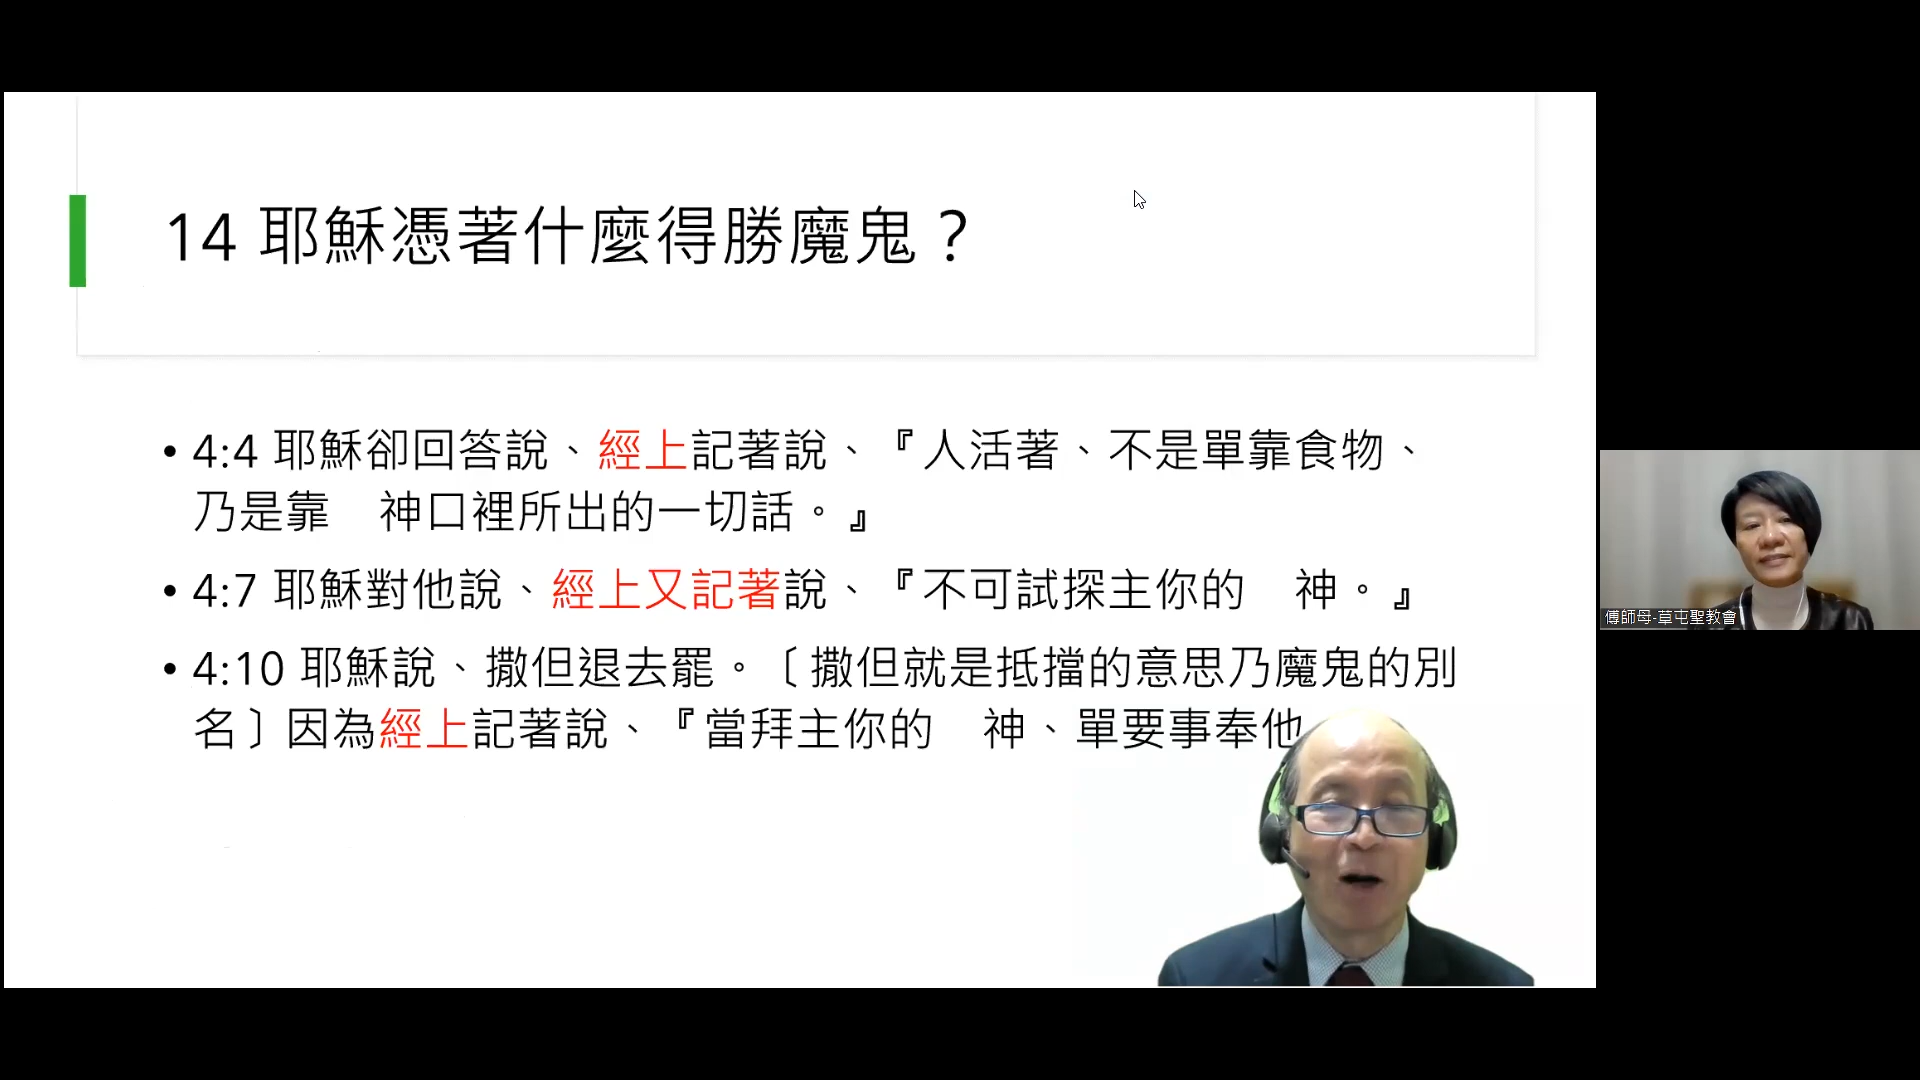 14 耶穌憑著什麼得勝魔鬼？
• 4:4 耶穌卻回答說、經上記著說、『人活著、不是單靠食物、
乃是靠　神口裡所出的一切話。』
• 4:7 耶穌對他說、經上又記著說、『不可試探主你的　神。』
• 4:10 耶穌說、撒但退去罷。〔撒但就是抵擋的意思乃魔鬼的別
名〕因為經上記著說、『當拜主你的　神、單要事奉他
傅師母-草屯聖教會